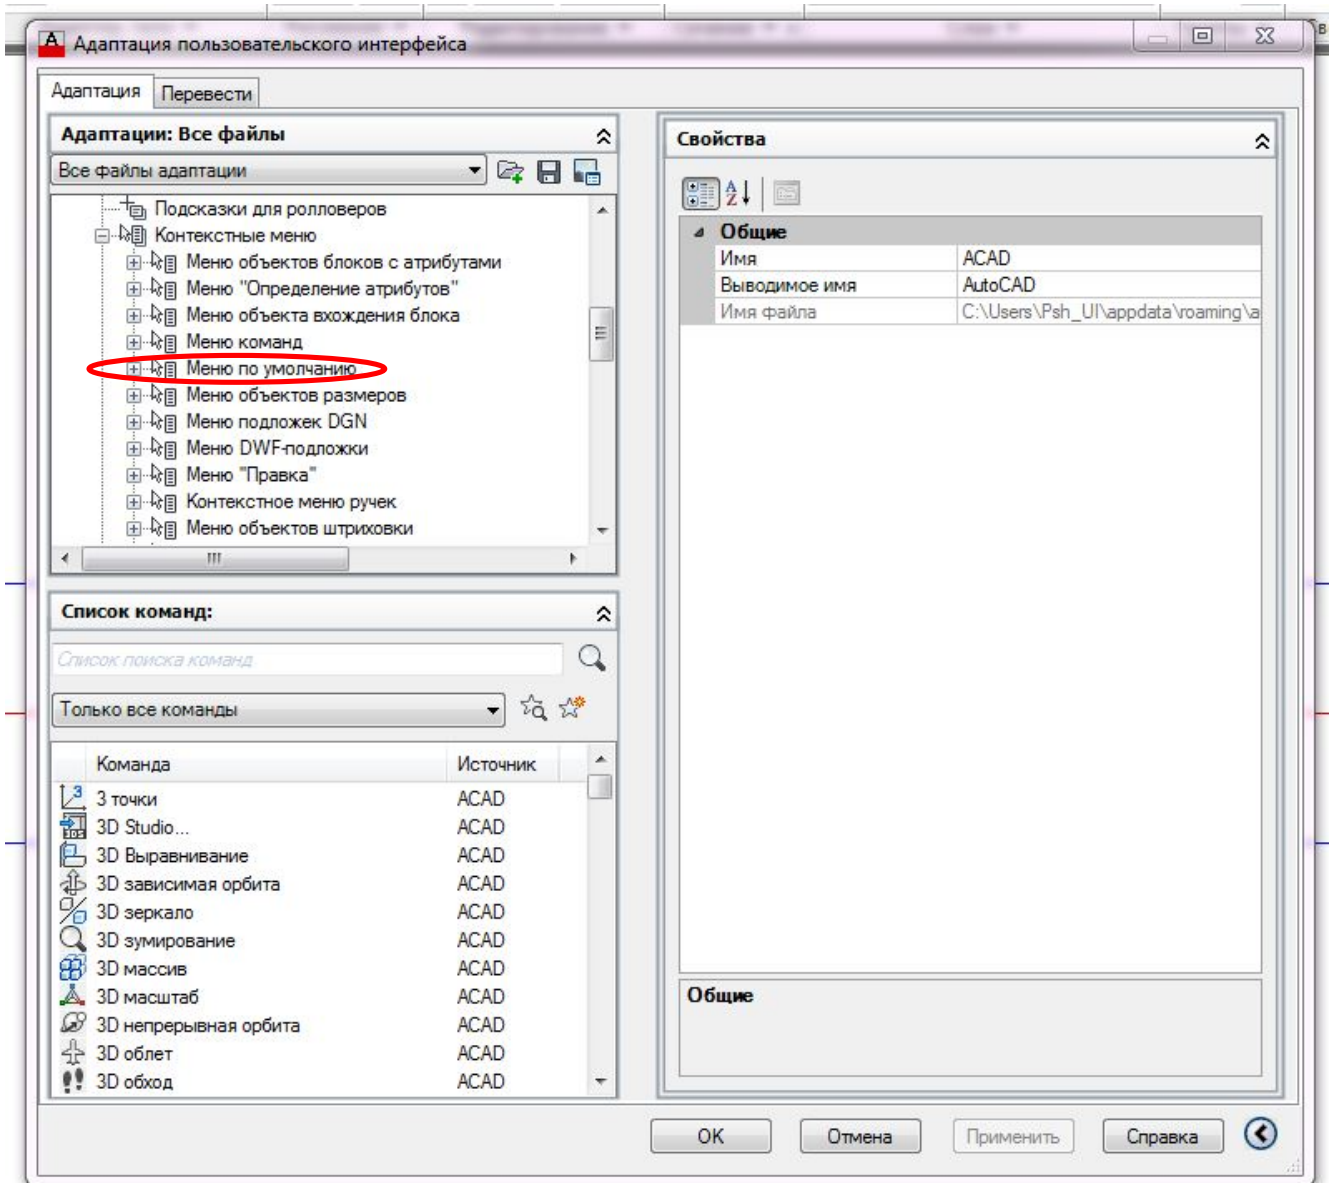 Адаптация пользовательского интерфейса
Адаптация
Перевести
Адаптации: Все файлы
Все файлы адаптации
Подсказки для ролловеров
Контекстные меню
Меню объектов блоков с атрибутами
Меню "Определение атрибутов"
Меню объекта вхождения блока
Меню команд
Меню по умолчанию
Меню объектов размеров
Меню подложек DGN
Меню DWF-подложки
Меню "Правка"
Контекстное меню ручек
Меню объектов штриховки
Список команд:
Список поиска команд
Только все команды
Команда Источник
3 точки ACAD
3D Studio... ACAD
3D Выравнивание ACAD
3D зависимая орбита ACAD
3D зеркало ACAD
3D зумирование ACAD
3D массив ACAD
3D масштаб ACAD
3D непрерывная орбита ACAD
3D облет ACAD
3D обход ACAD
Свойства
Общие
Имя ACAD
Выводимое имя AutoCAD
Имя файла C:\Users\Psh_UI\appdata\roaming\a
Общие
OK
Отмена
Применить
Справка